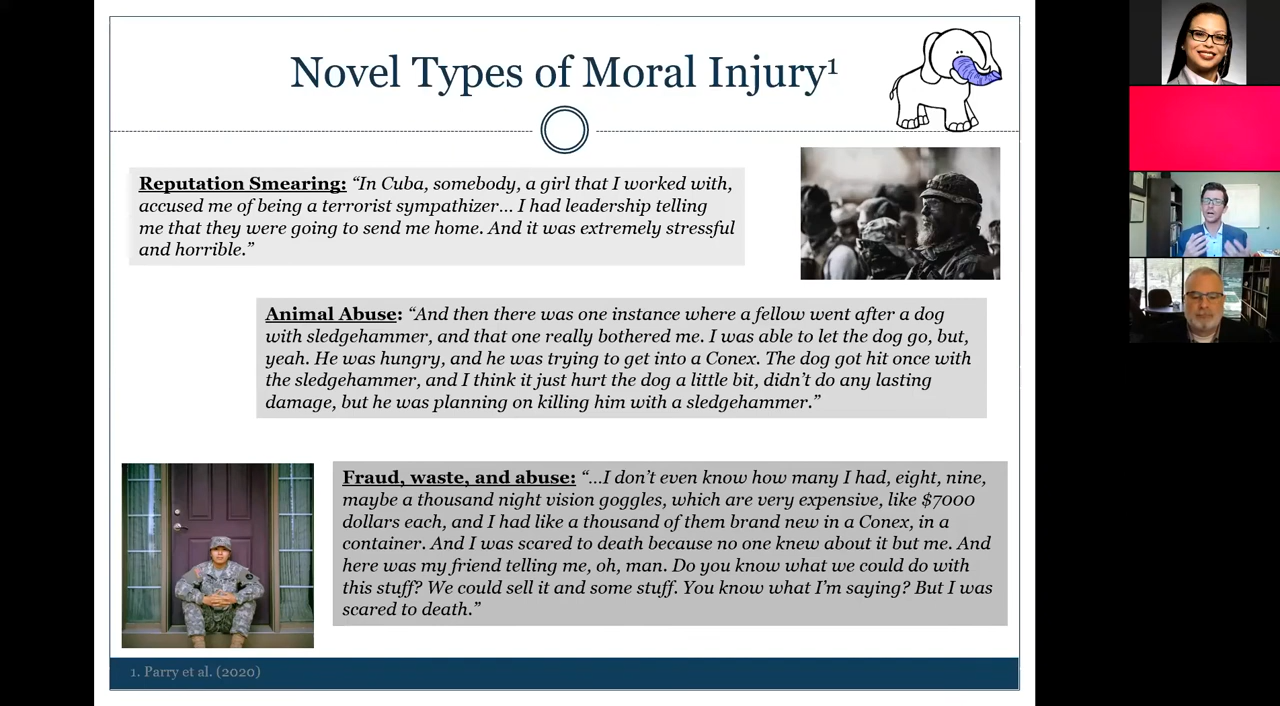 Novel Types of Moral Injury¹
Reputation Smearing: “In Cuba, somebody, a girl that I worked with,
accused me of being a terrorist sympathizer… I had leadership telling
me that they were going to send me home. And it was extremely stressful
and horrible.”
Animal Abuse: “And then there was one instance where a fellow went after a dog
with sledgehammer, and that one really bothered me. I was able to let the dog go, but,
yeah. He was hungry, and he was trying to get into a Conex. The dog got hit once with
the sledgehammer, and I think it just hurt the dog a little bit, didn’t do any lasting
damage, but he was planning on killing him with a sledgehammer.”
Fraud, waste, and abuse: “…I don’t even know how many I had, eight, nine,
maybe a thousand night vision goggles, which are very expensive, like $7000
dollars each, and I had like a thousand of them brand new in a Conex, in a
container. And I was scared to death because no one knew about it but me. And
here was my friend telling me, oh, man. Do you know what we could do with
this stuff? We could sell it and some stuff. You know what I’m saying? But I was
scared to death.”
1. Parry et al. (2020)